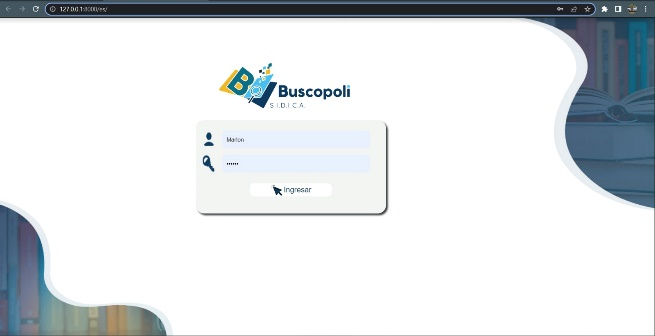 127.0.0.1:8000/es/
Buscopoli
S.I.D.I.C.A.
Marlon
Ingresar